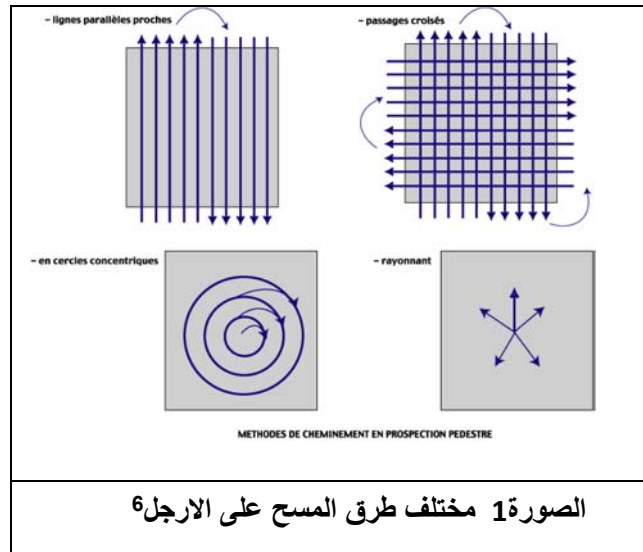 – lignes parallèles proches
– passages croisés
– en cercles concentriques
– rayonnant
METHODES DE CHEMINEMENT EN PROSPECTION PEDESTRE
الصورة1 مختلف طرق المسح على الارجل6